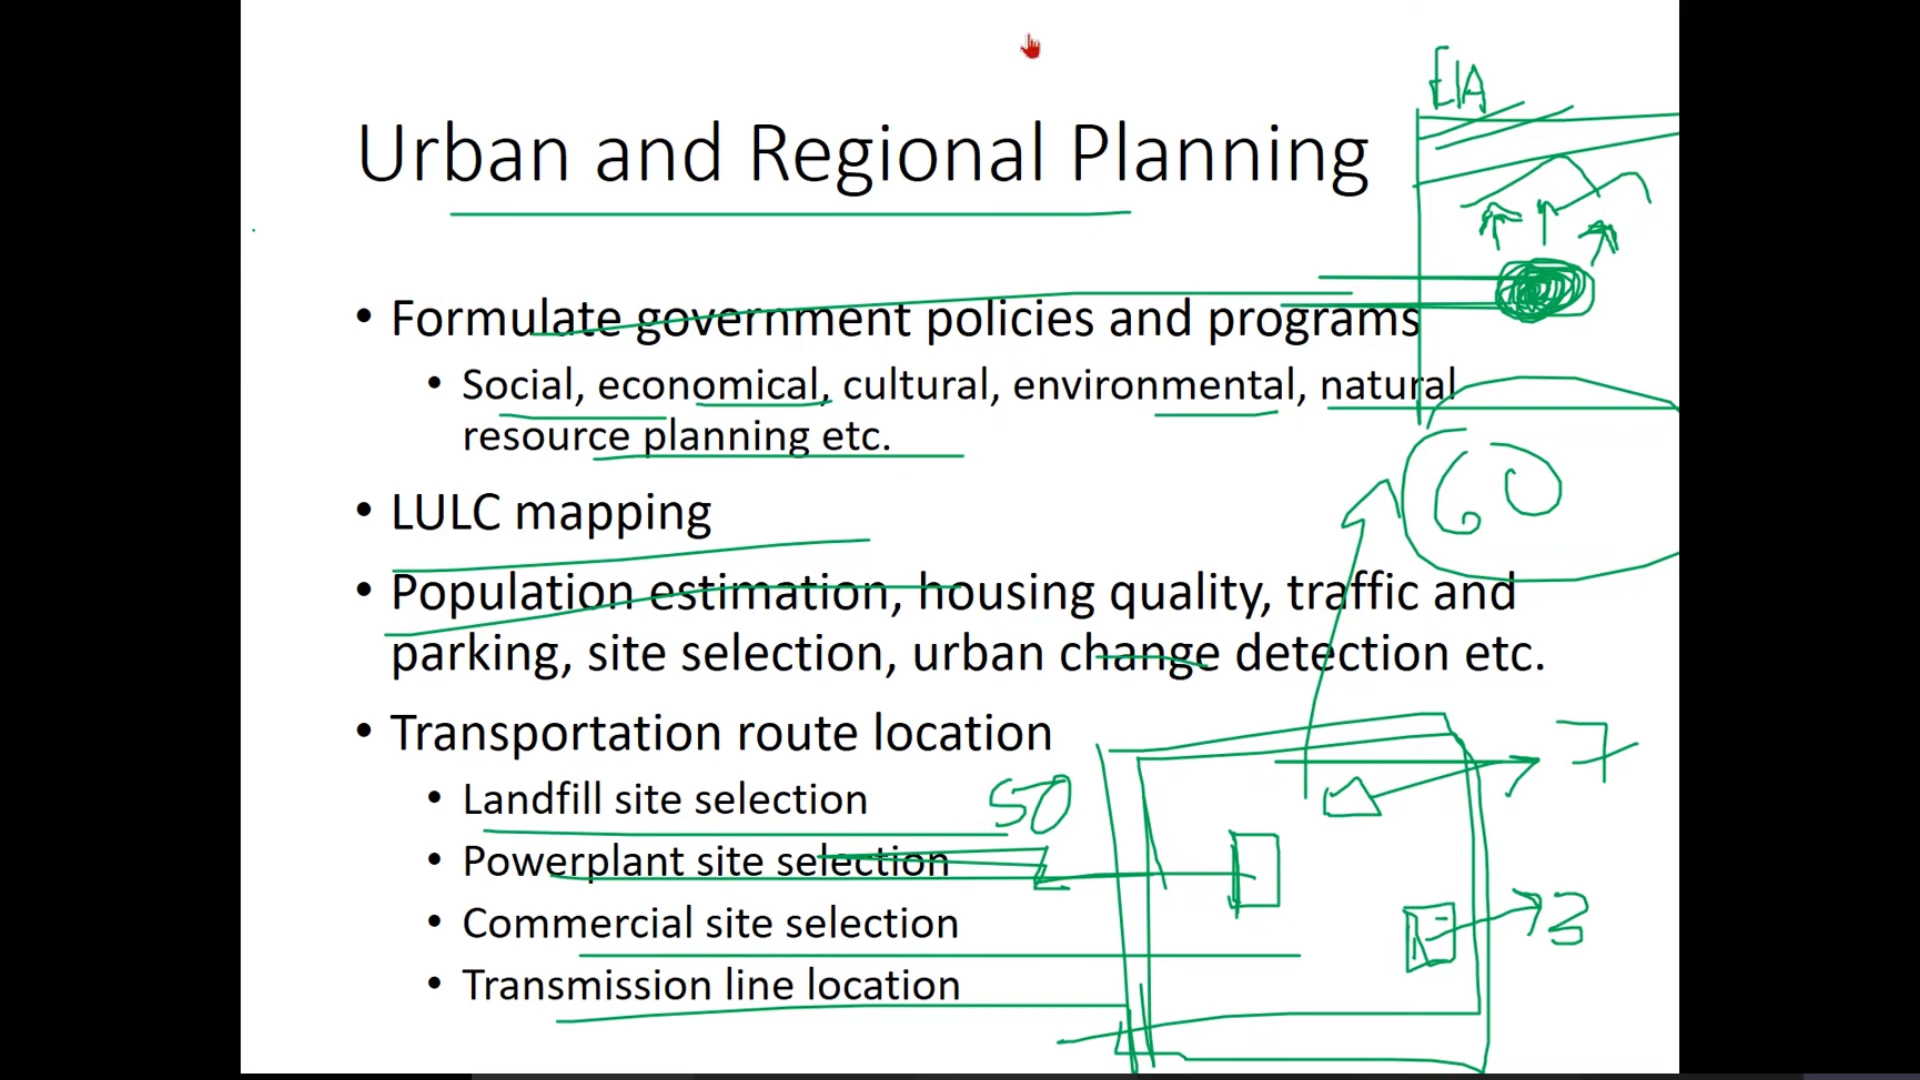 EIA
Urban and Regional Planning
• Formulate government policies and programs
• Social, economical, cultural, environmental, natural
resource planning etc.
60
• LULC mapping
• Population estimation, housing quality, traffic and
parking, site selection, urban change detection etc.
• Transportation route location
7
• Landfill site selection
50
• Powerplant site selection
• Commercial site selection
3
• Transmission line location